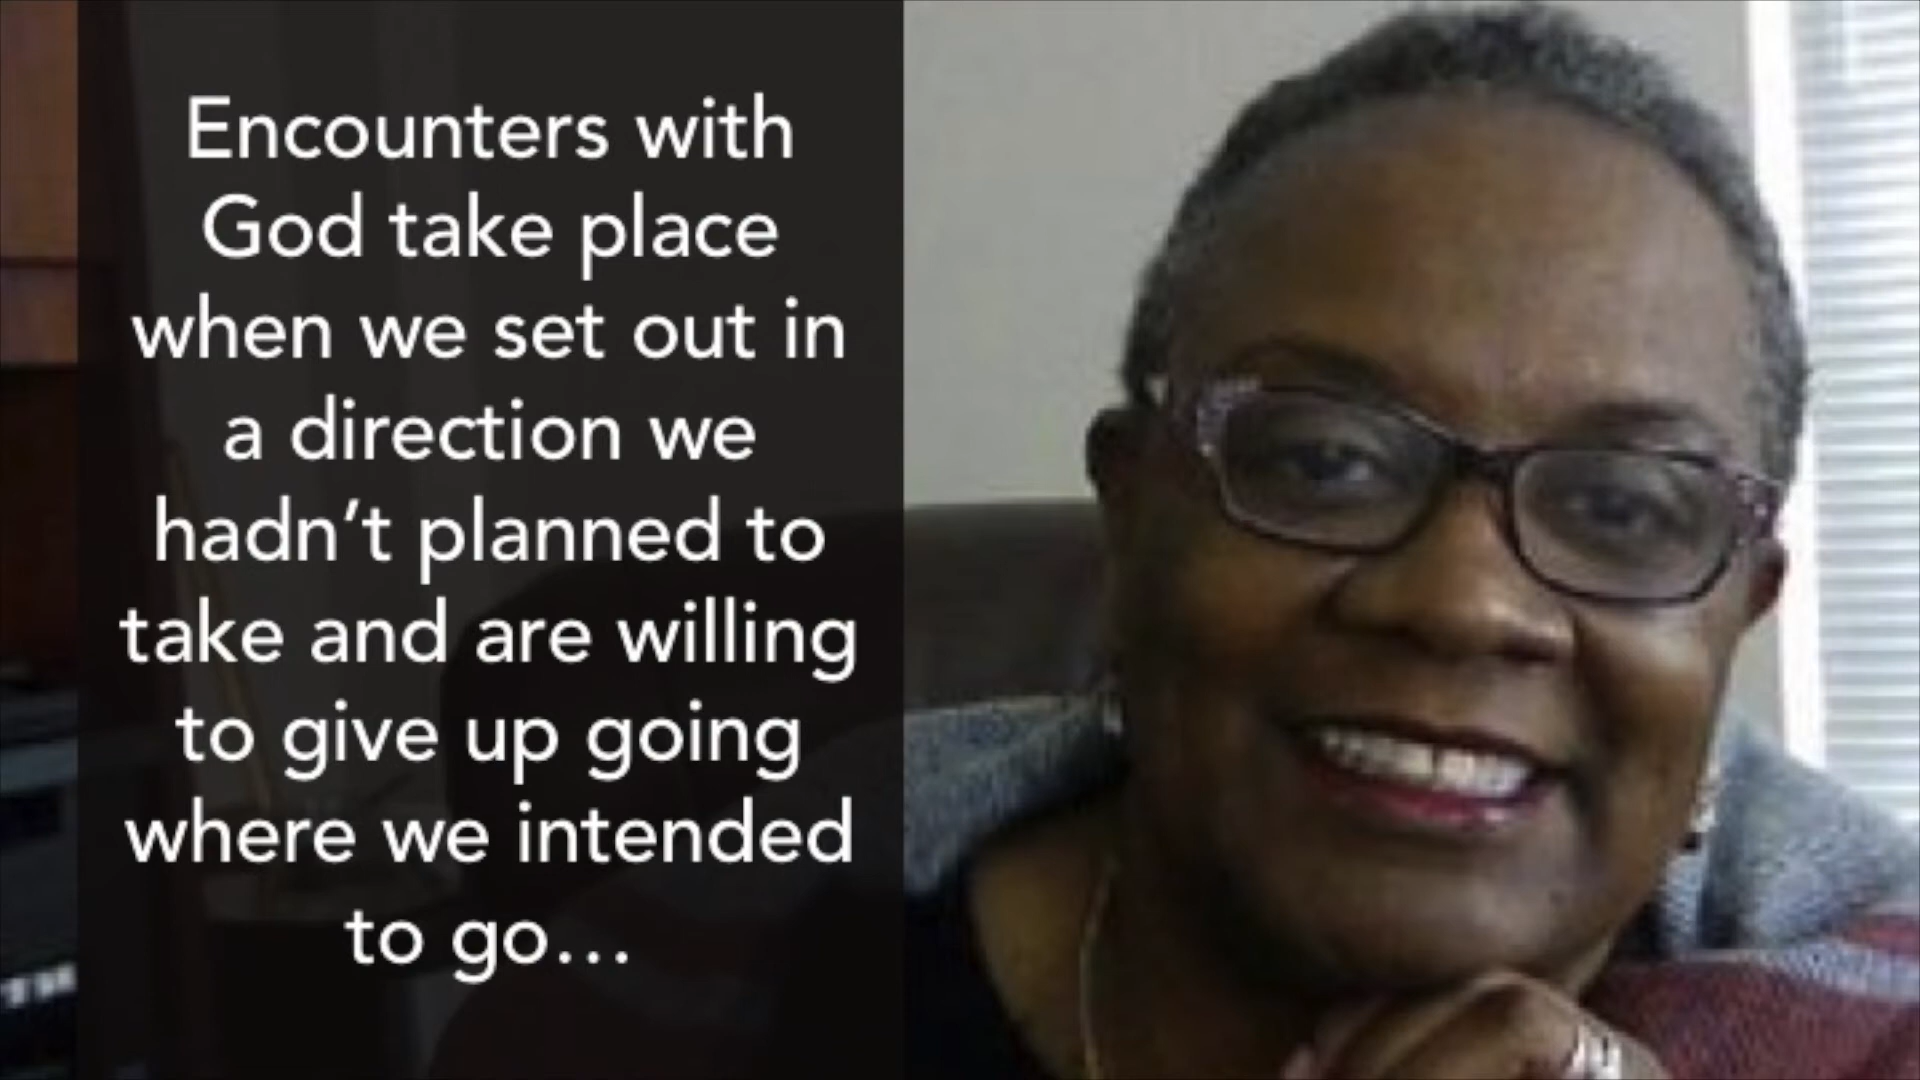 Encounters with
God take place
when we set out in
a direction we
hadn’t planned to
take and are willing
to give up going
where we intended
to go…